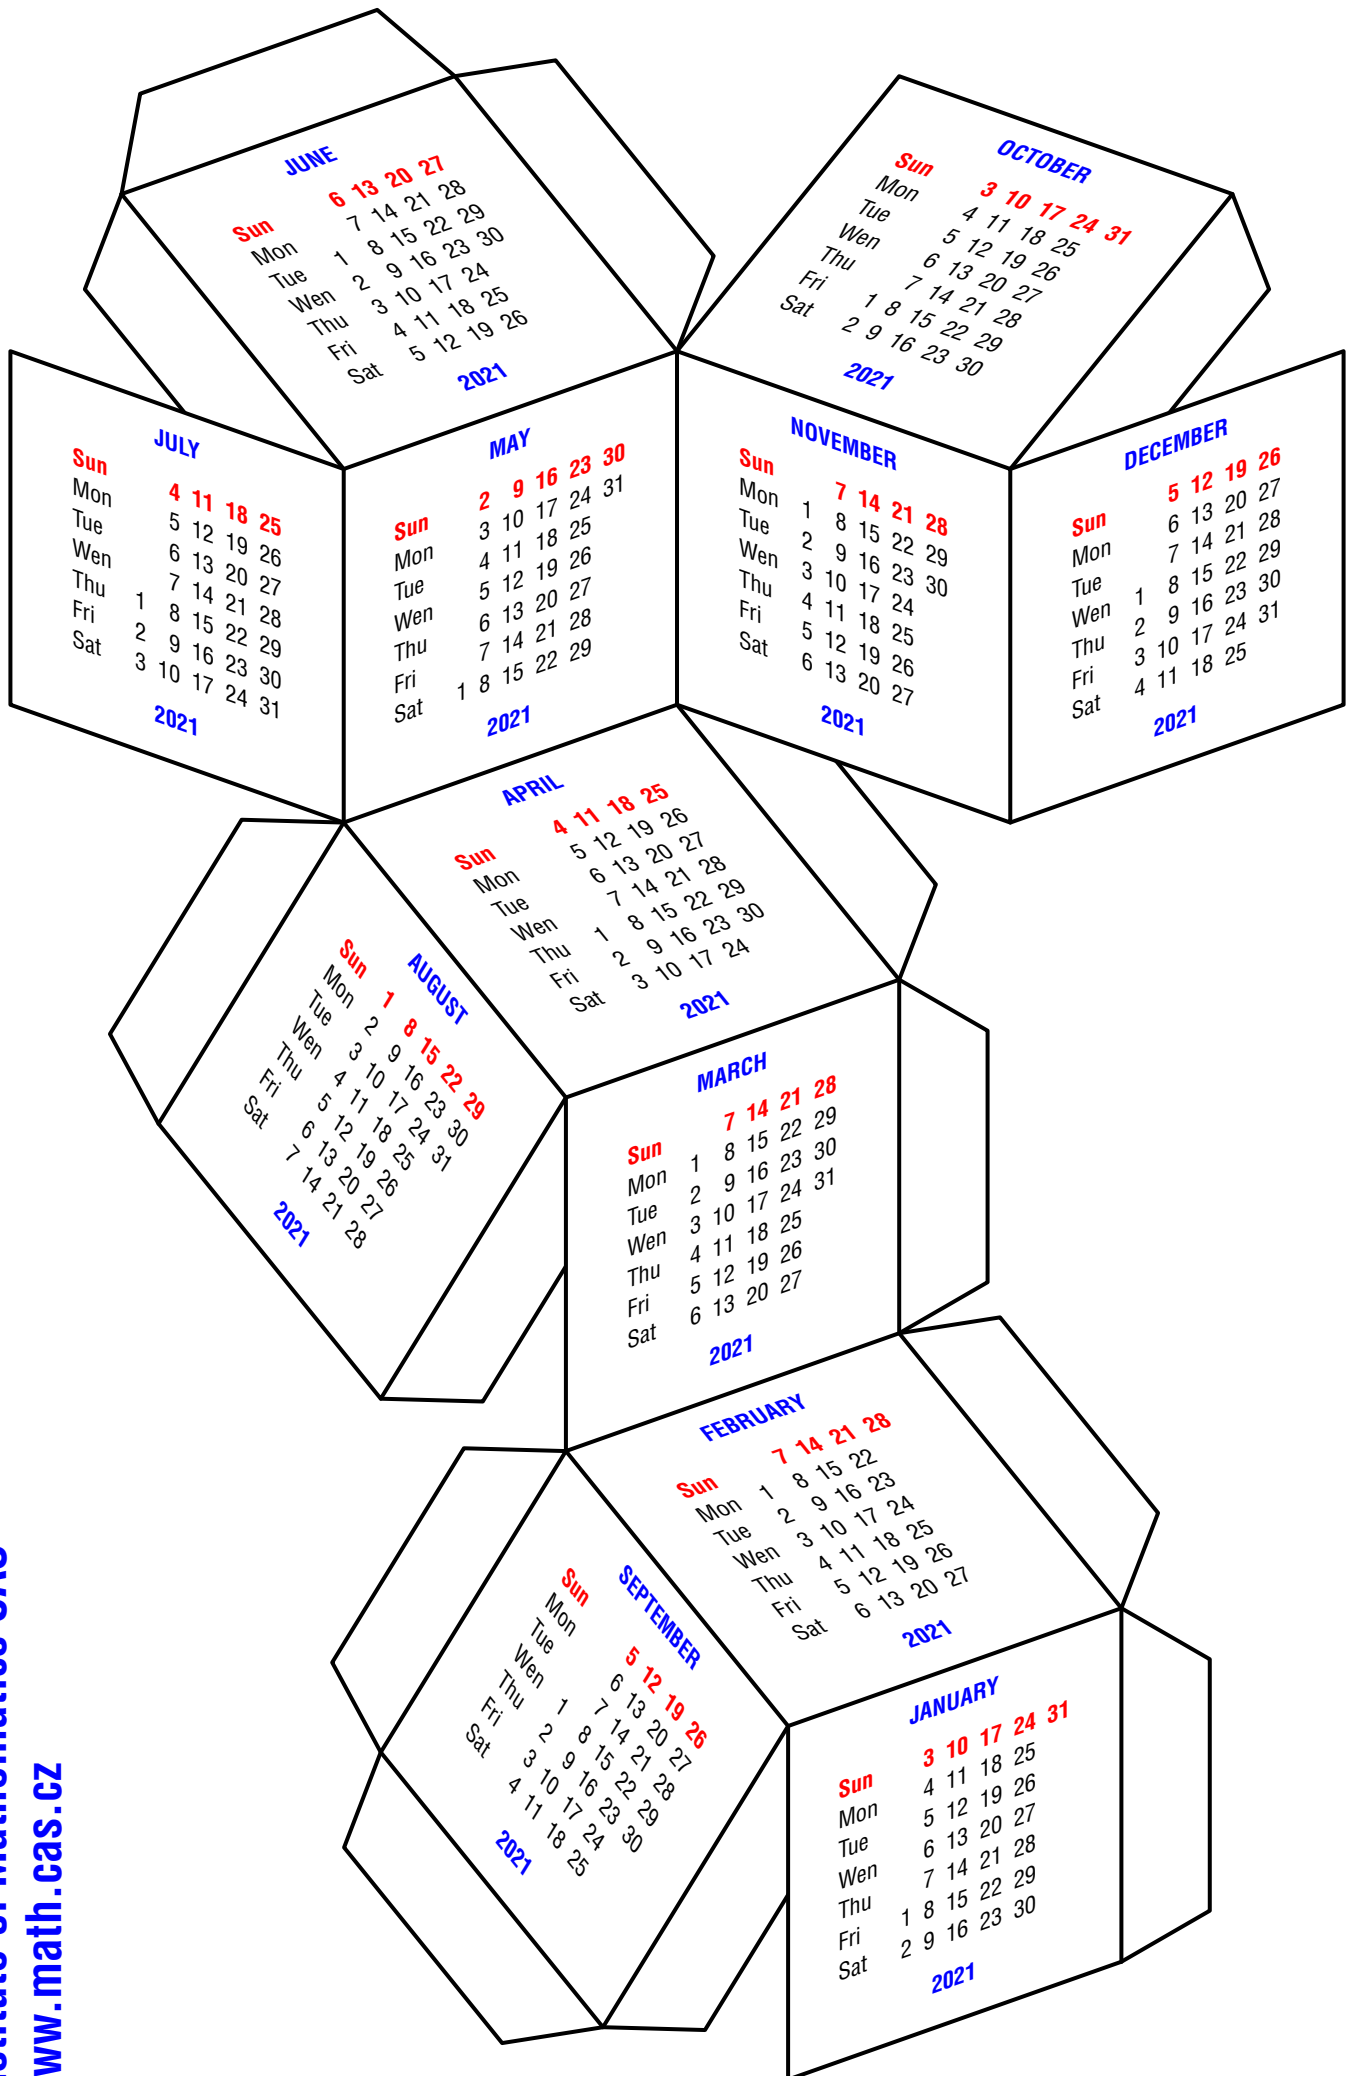 JUNE
Sun 6 13 20 27
Mon 7 14 21 28
Tue 1 8 15 22 29
Wen 2 9 16 23 30
Thu 3 10 17 24
Fri 4 11 18 25
Sat 5 12 19 26
2021
OCTOBER
Sun 3 10 17 24 31
Mon 4 11 18 25
Tue 5 12 19 26
Wen 6 13 20 27
Thu 7 14 21 28
Fri 1 8 15 22 29
Sat 2 9 16 23 30
2021
JULY
Sun 4 11 18 25
Mon 5 12 19 26
Tue 6 13 20 27
Wen 7 14 21 28
Thu 1 8 15 22 29
Fri 2 9 16 23 30
Sat 3 10 17 24 31
2021
MAY
Sun 2 9 16 23 30
Mon 3 10 17 24 31
Tue 4 11 18 25
Wen 5 12 19 26
Thu 6 13 20 27
Fri 7 14 21 28
Sat 1 8 15 22 29
2021
NOVEMBER
Sun 7 14 21 28
Mon 1 8 15 22 29
Tue 2 9 16 23 30
Wen 3 10 17 24
Thu 4 11 18 25
Fri 5 12 19 26
Sat 6 13 20 27
2021
DECEMBER
Sun 5 12 19 26
Mon 6 13 20 27
Tue 7 14 21 28
Wen 1 8 15 22 29
Thu 2 9 16 23 30
Fri 3 10 17 24 31
Sat 4 11 18 25
2021
APRIL
Sun 4 11 18 25
Mon 5 12 19 26
Tue 6 13 20 27
Wen 7 14 21 28
Thu 1 8 15 22 29
Fri 2 9 16 23 30
Sat 3 10 17 24
2021
AUGUST
Sun 1 8 15 22 29
Mon 2 9 16 23 30
Tue 3 10 17 24 31
Wen 4 11 18 25
Thu 5 12 19 26
Fri 6 13 20 27
Sat 7 14 21 28
2021
MARCH
Sun 7 14 21 28
Mon 1 8 15 22 29
Tue 2 9 16 23 30
Wen 3 10 17 24 31
Thu 4 11 18 25
Fri 5 12 19 26
Sat 6 13 20 27
2021
FEBRUARY
Sun 7 14 21 28
Mon 1 8 15 22
Tue 2 9 16 23
Wen 3 10 17 24
Thu 4 11 18 25
Fri 5 12 19 26
Sat 6 13 20 27
2021
SEPTEMBER
Sun 5 12 19 26
Mon 6 13 20 27
Tue 7 14 21 28
Wen 1 8 15 22 29
Thu 2 9 16 23 30
Fri 3 10 17 24
Sat 4 11 18 25
2021
JANUARY
Sun 3 10 17 24 31
Mon 4 11 18 25
Tue 5 12 19 26
Wen 6 13 20 27
Thu 7 14 21 28
Fri 1 8 15 22 29
Sat 2 9 16 23 30
2021
ww.math.cas.cz